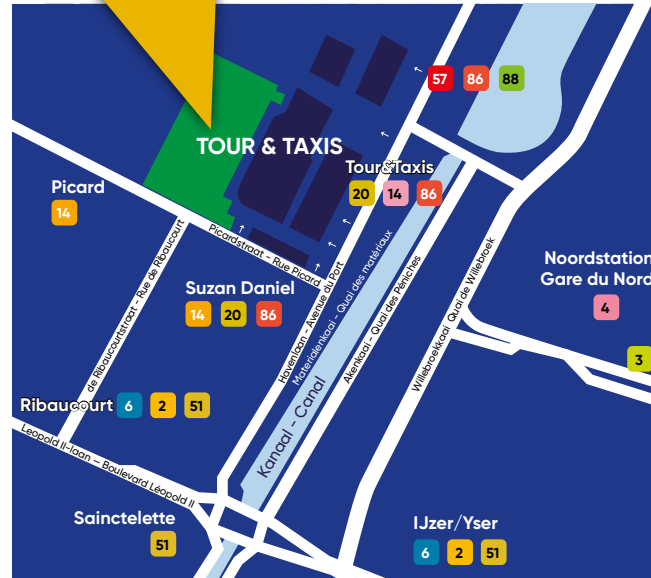 57 86 88
TOUR & TAXIS
Tour&Taxis
20 14 86
Picard
14
Picardstraat - Rue Picard
Noordstation
Gare du Nord
4
3
Suzan Daniel
14 20 86
de Ribaucourtstraat - Rue de Ribaucourt
Havenlaan - Avenue du Port
Materialenkaai - Quai des matériaux
Akenkaai - Quai des Péniches
Willebroekkaai Quai de Willebroek
Kanaal - Canal
Ribaucourt 6 2 51
Leopold II-laan – Boulevard Léopold II
Sainctelette
51
IJzer/Yser
6 2 51